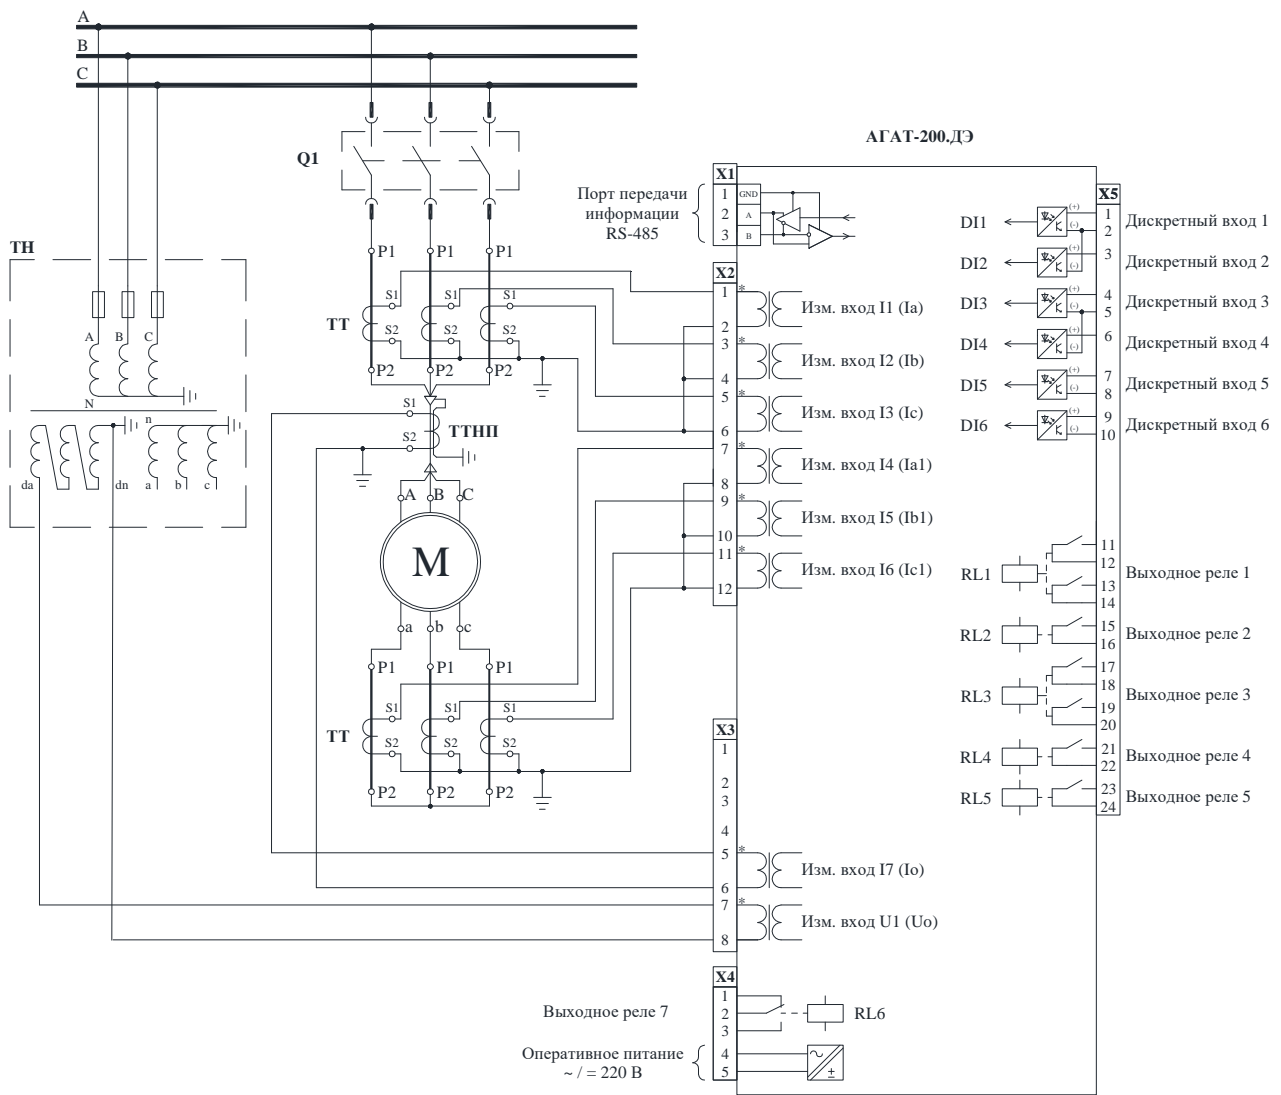 A
B
C
Q1
АГАТ-200.ДЭ
X1
1 GND
2 A
3 B
Порт передачи
информации
RS-485
X5
DI1 (+) 1 Дискретный вход 1
(-) 2
DI2 (+) 3 Дискретный вход 2
(-)
DI3 (+) 4 Дискретный вход 3
(-) 5
DI4 (+) 6 Дискретный вход 4
(-)
DI5 (+) 7 Дискретный вход 5
(-) 8
DI6 (+) 9 Дискретный вход 6
(-) 10
ТН
A B C
N
n
da dn a b c
P1 P1 P1
ТТ
S1 S1 S1
S2 S2 S2
P2 P2 P2
S1
S2
ТТНП
A B C
M
a b c
P1 P1 P1
ТТ
S1 S1 S1
S2 S2 S2
P2 P2 P2
X2
1 * Изм. вход I1 (Ia)
2
3 * Изм. вход I2 (Ib)
4
5 * Изм. вход I3 (Ic)
6
7 * Изм. вход I4 (Ia1)
8
9 * Изм. вход I5 (Ib1)
10
11 * Изм. вход I6 (Ic1)
12
RL1 11 Выходное реле 1
12
13
14
RL2 15 Выходное реле 2
16
RL3 17 Выходное реле 3
18
19
20
RL4 21 Выходное реле 4
22
RL5 23 Выходное реле 5
24
X3
1
2
3
4
5 * Изм. вход I7 (Io)
6
7 * Изм. вход U1 (Uo)
8
X4
1
Выходное реле 7 2 RL6
3
Оперативное питание 4
~ / = 220 В 5
~
±